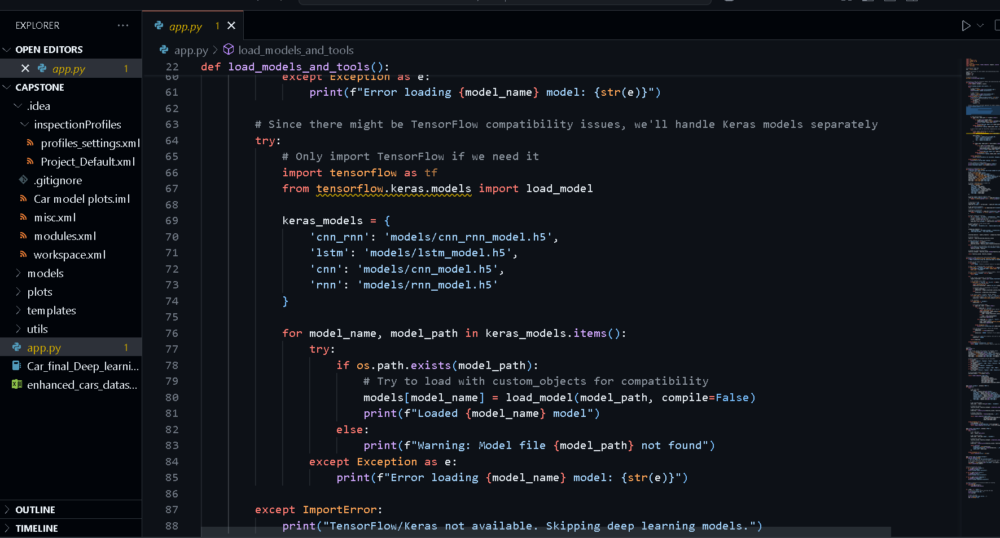 EXPLORER
···
OPEN EDITORS
app.py 1
CAPSTONE
.idea
inspectionProfiles
profiles_settings.xml
Project_Default.xml
.gitignore
Car model plots.iml
misc.xml
modules.xml
workspace.xml
models
plots
templates
utils
app.py 1
Car_final_Deep_learni...
enhanced_cars_datas...
OUTLINE
TIMELINE
app.py 1
app.py > load_models_and_tools
22 def load_models_and_tools():
60 except Exception as e:
61 print(f"Error loading {model_name} model: {str(e)}")
62
63 # Since there might be TensorFlow compatibility issues, we'll handle Keras models separately
64 try:
65 # Only import TensorFlow if we need it
66 import tensorflow as tf
67 from tensorflow.keras.models import load_model
68
69 keras_models = {
70 'cnn_rnn': 'models/cnn_rnn_model.h5',
71 'lstm': 'models/lstm_model.h5',
72 'cnn': 'models/cnn_model.h5',
73 'rnn': 'models/rnn_model.h5'
74 }
75
76 for model_name, model_path in keras_models.items():
77 try:
78 if os.path.exists(model_path):
79 # Try to load with custom_objects for compatibility
80 models[model_name] = load_model(model_path, compile=False)
81 print(f"Loaded {model_name} model")
82 else:
83 print(f"Warning: Model file {model_path} not found")
84 except Exception as e:
85 print(f"Error loading {model_name} model: {str(e)}")
86
87 except ImportError:
88 print("TensorFlow/Keras not available. Skipping deep learning models.")